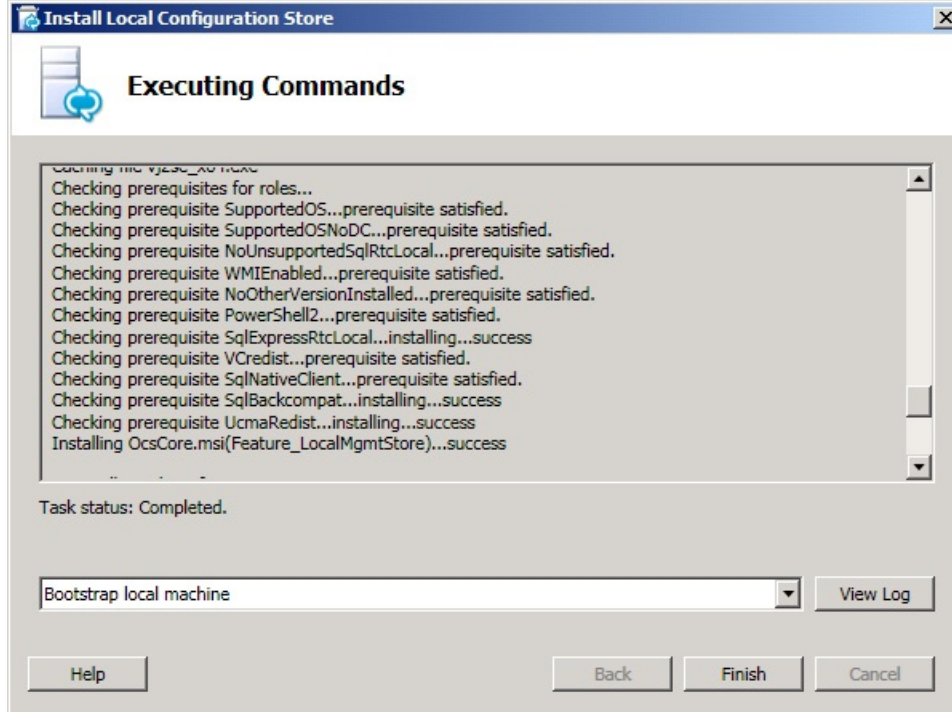 Install Local Configuration Store
Executing Commands
Caching file vjzse_x64.exe
Checking prerequisites for roles...
Checking prerequisite SupportedOS...prerequisite satisfied.
Checking prerequisite SupportedOSNoDC...prerequisite satisfied.
Checking prerequisite NoUnsupportedSqlRtcLocal...prerequisite satisfied.
Checking prerequisite WMIEnabled...prerequisite satisfied.
Checking prerequisite NoOtherVersionInstalled...prerequisite satisfied.
Checking prerequisite PowerShell2...prerequisite satisfied.
Checking prerequisite SqlExpressRtcLocal...installing...success
Checking prerequisite VCredist...prerequisite satisfied.
Checking prerequisite SqlNativeClient...prerequisite satisfied.
Checking prerequisite SqlBackcompat...installing...success
Checking prerequisite UcmaRedist...installing...success
Installing OcsCore.msi(Feature_LocalMgmtStore)...success
Task status: Completed.
Bootstrap local machine
View Log
Help
Back
Finish
Cancel